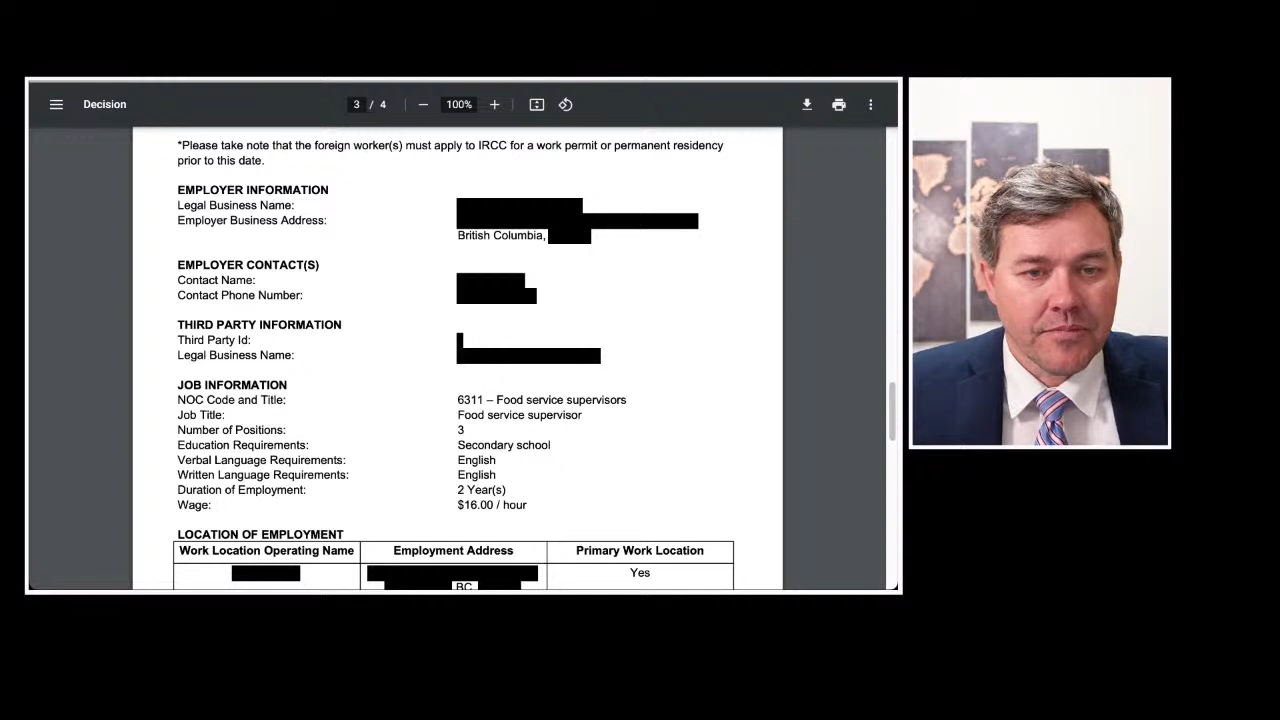 Decision
3 / 4
100%
*Please take note that the foreign worker(s) must apply to IRCC for a work permit or permanent residency
prior to this date.
EMPLOYER INFORMATION
Legal Business Name:
Employer Business Address:
British Columbia,
EMPLOYER CONTACT(S)
Contact Name:
Contact Phone Number:
THIRD PARTY INFORMATION
Third Party Id:
Legal Business Name:
JOB INFORMATION
NOC Code and Title: 6311 – Food service supervisors
Job Title: Food service supervisor
Number of Positions: 3
Education Requirements: Secondary school
Verbal Language Requirements: English
Written Language Requirements: English
Duration of Employment: 2 Year(s)
Wage: $16.00 / hour
LOCATION OF EMPLOYMENT
Work Location Operating Name Employment Address Primary Work Location
Yes
BC